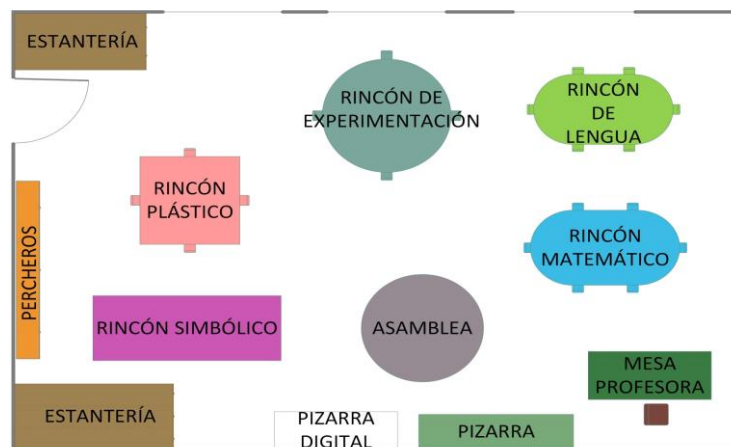 ESTANTERÍA
RINCÓN DE
EXPERIMENTACIÓN
RINCÓN
DE
LENGUA
RINCÓN
PLÁSTICO
PERCHEROS
RINCÓN
MATEMÁTICO
RINCÓN SIMBÓLICO
ASAMBLEA
MESA
PROFESORA
ESTANTERÍA
PIZARRA
DIGITAL
PIZARRA